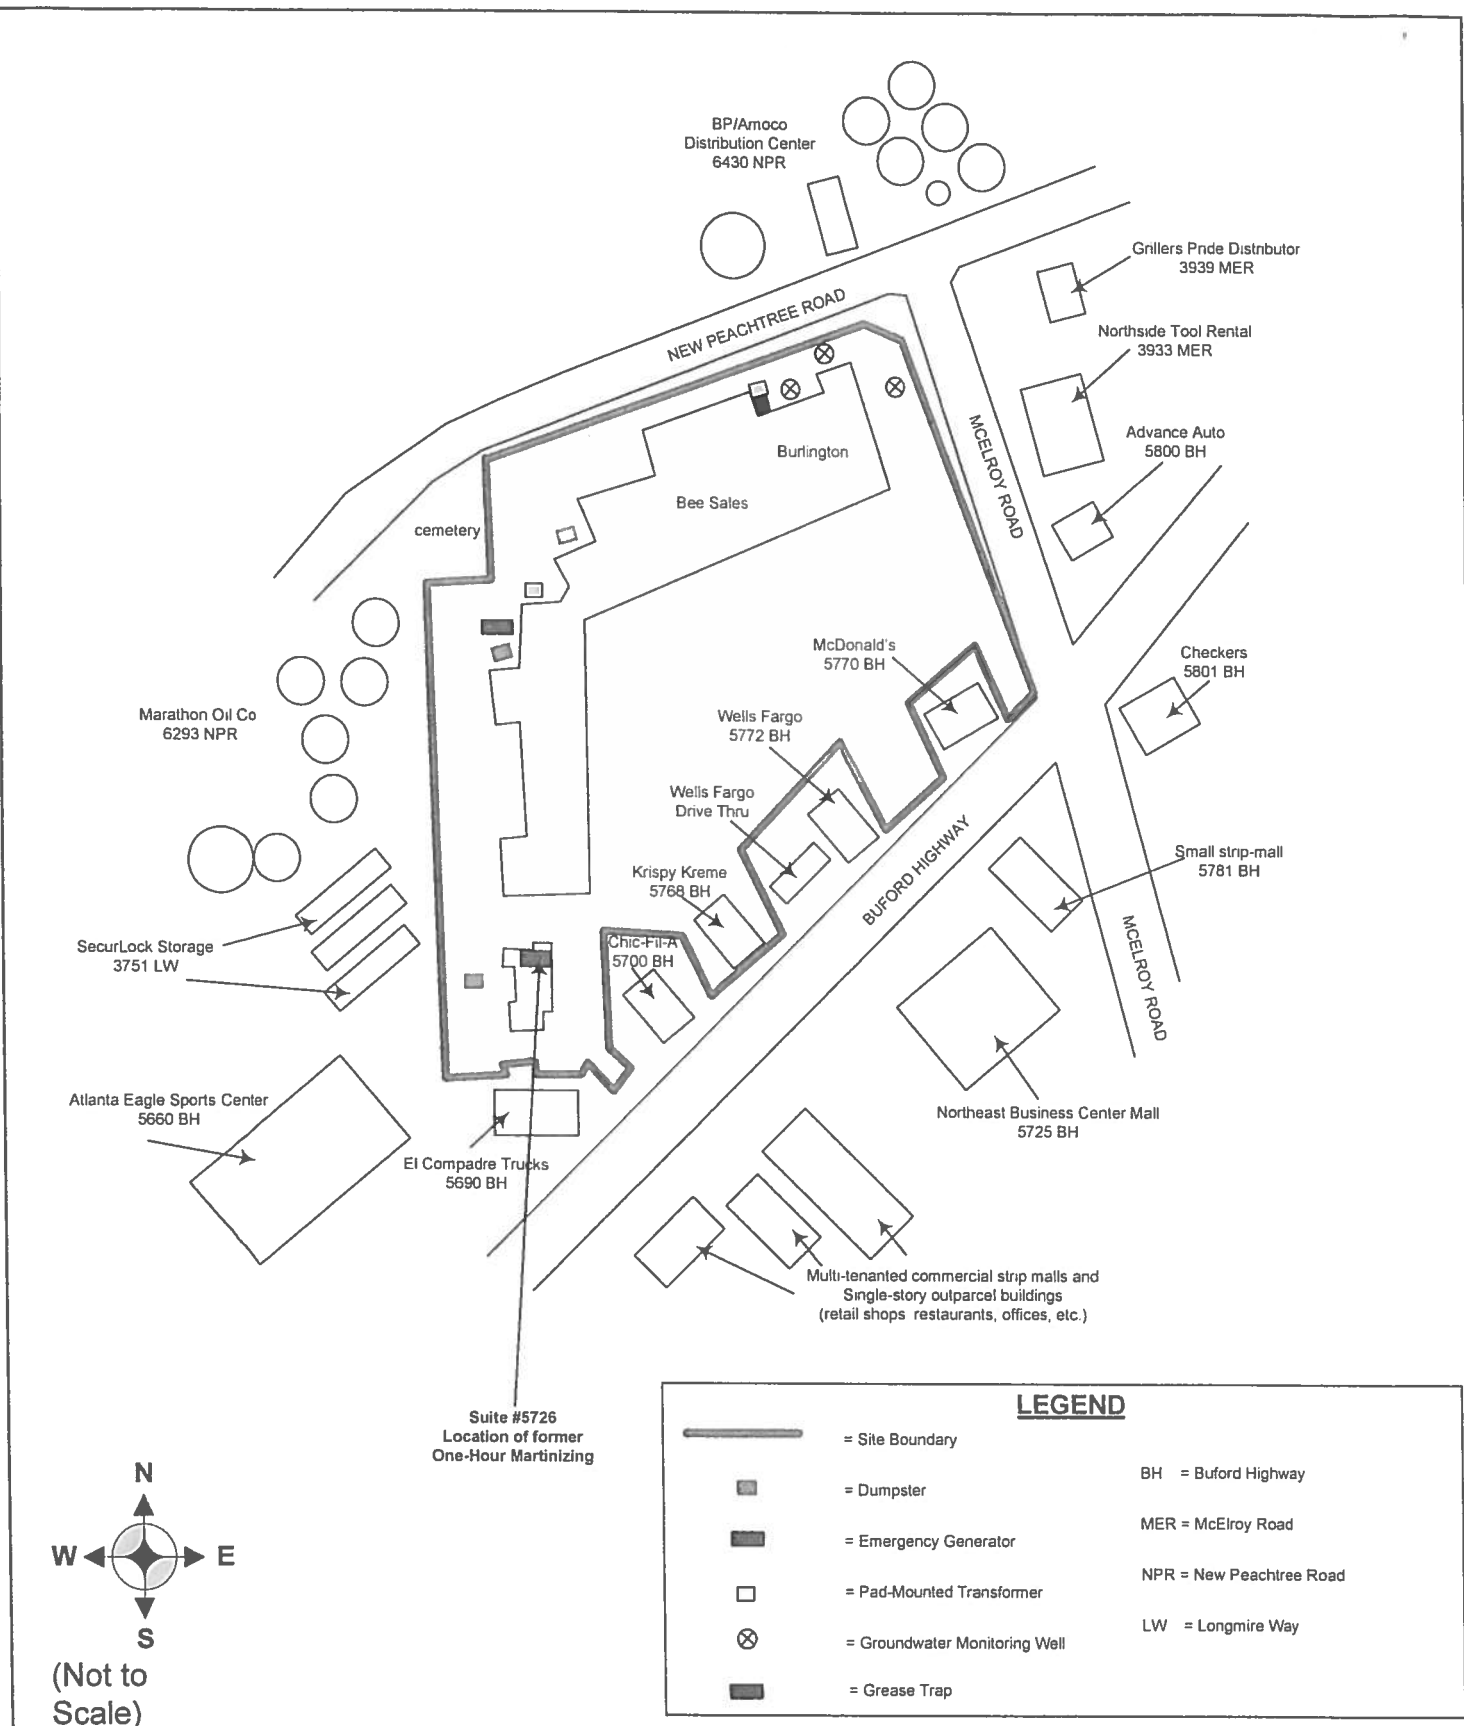 BP/Amoco
Distribution Center
6430 NPR
Grillers Pride Distributor
3939 MER
NEW PEACHTREE ROAD
Northside Tool Rental
3933 MER
MCELROY ROAD
Advance Auto
5800 BH
Burlington
Bee Sales
cemetery
McDonald's
5770 BH
Checkers
5801 BH
Marathon Oil Co
6293 NPR
Wells Fargo
5772 BH
Wells Fargo
Drive Thru
BUFORD HIGHWAY
Small strip-mall
5781 BH
Krispy Kreme
5768 BH
SecurLock Storage
3751 LW
Chic-Fil-A
5700 BH
MCELROY ROAD
Atlanta Eagle Sports Center
5660 BH
Northeast Business Center Mall
5725 BH
El Compadre Trucks
5690 BH
Multi-tenanted commercial strip malls and
Single-story outparcel buildings
(retail shops restaurants, offices, etc.)
Suite #5726
Location of former
One-Hour Martinizing
LEGEND
= Site Boundary
= Dumpster
= Emergency Generator
= Pad-Mounted Transformer
= Groundwater Monitoring Well
= Grease Trap
BH = Buford Highway
MER = McElroy Road
NPR = New Peachtree Road
LW = Longmire Way
N
W E
S
(Not to
Scale)